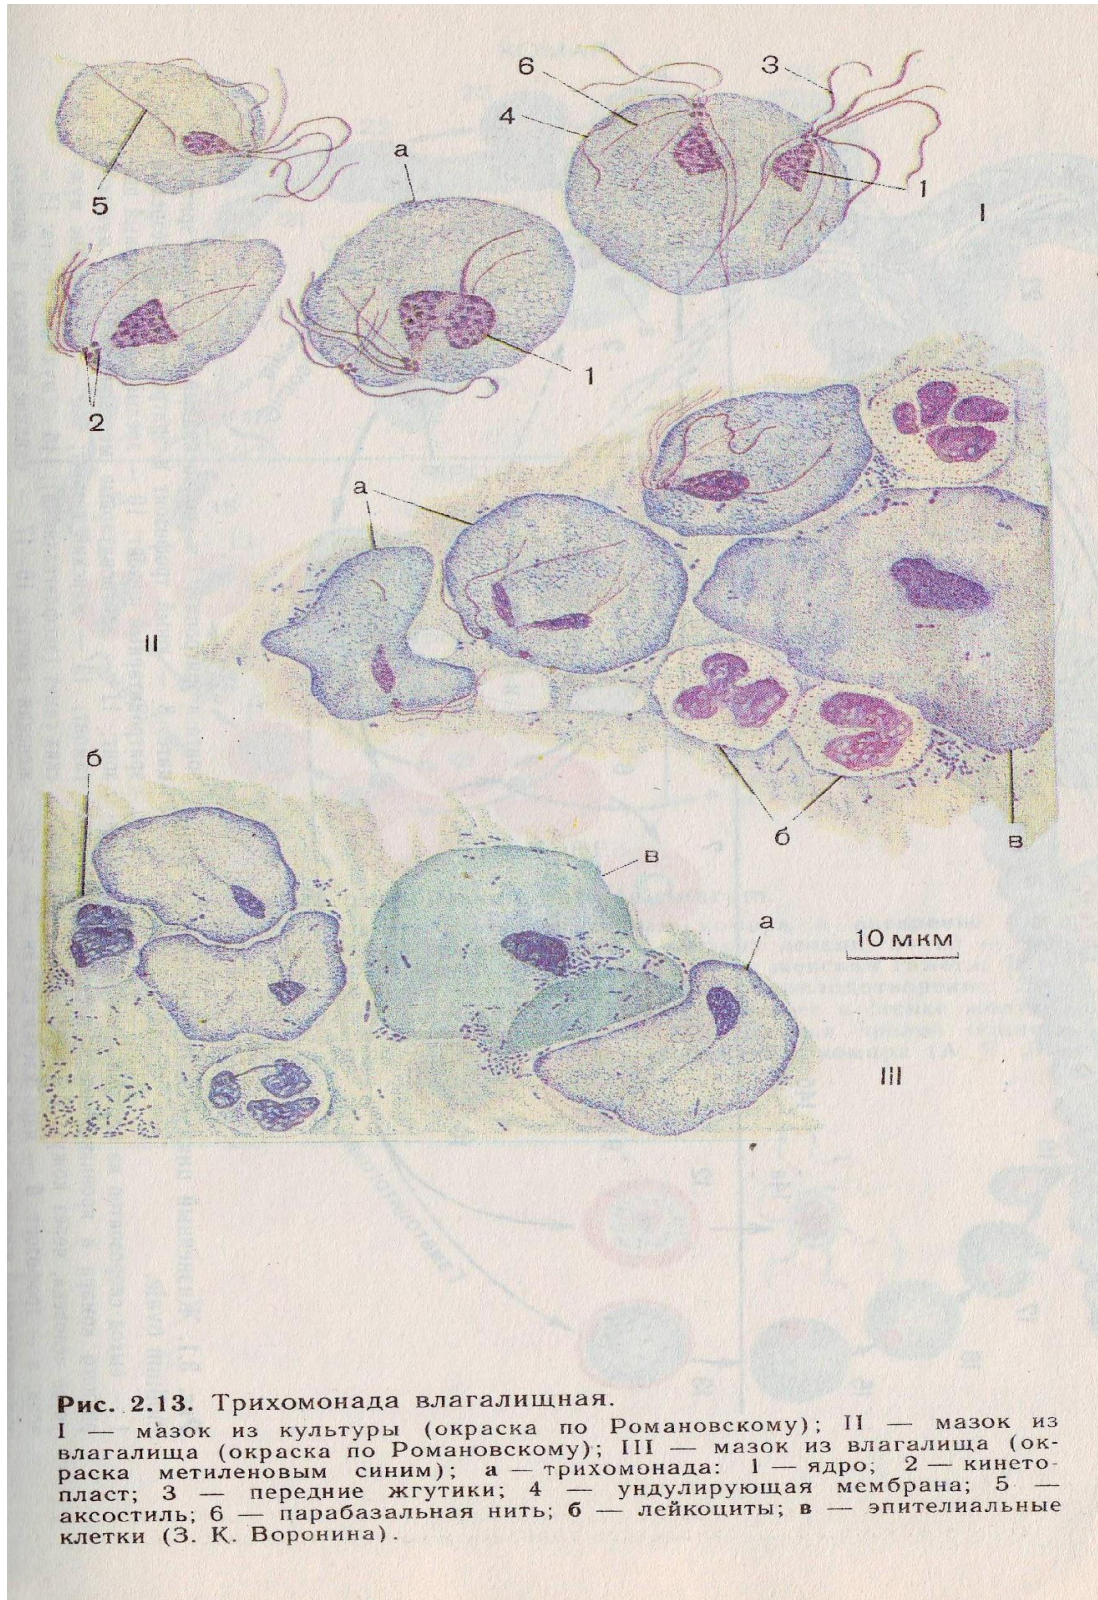 6
3
4
а
5
1
I
2
1
а
II
б
б
в
в
а
10 мкм
III
Рис. 2.13. Трихомонада влагалищная.
I — мазок из культуры (окраска по Романовскому); II — мазок из
влагалища (окраска по Романовскому); III — мазок из влагалища (ок-
раска метиленовым синим); а — трихомонада: 1 — ядро; 2 — кинето-
пласт; 3 — передние жгутики; 4 — ундулирующая мембрана; 5 —
аксостиль; 6 — парабазальная нить; б — лейкоциты; в — эпителиальные
клетки (З. К. Воронина).